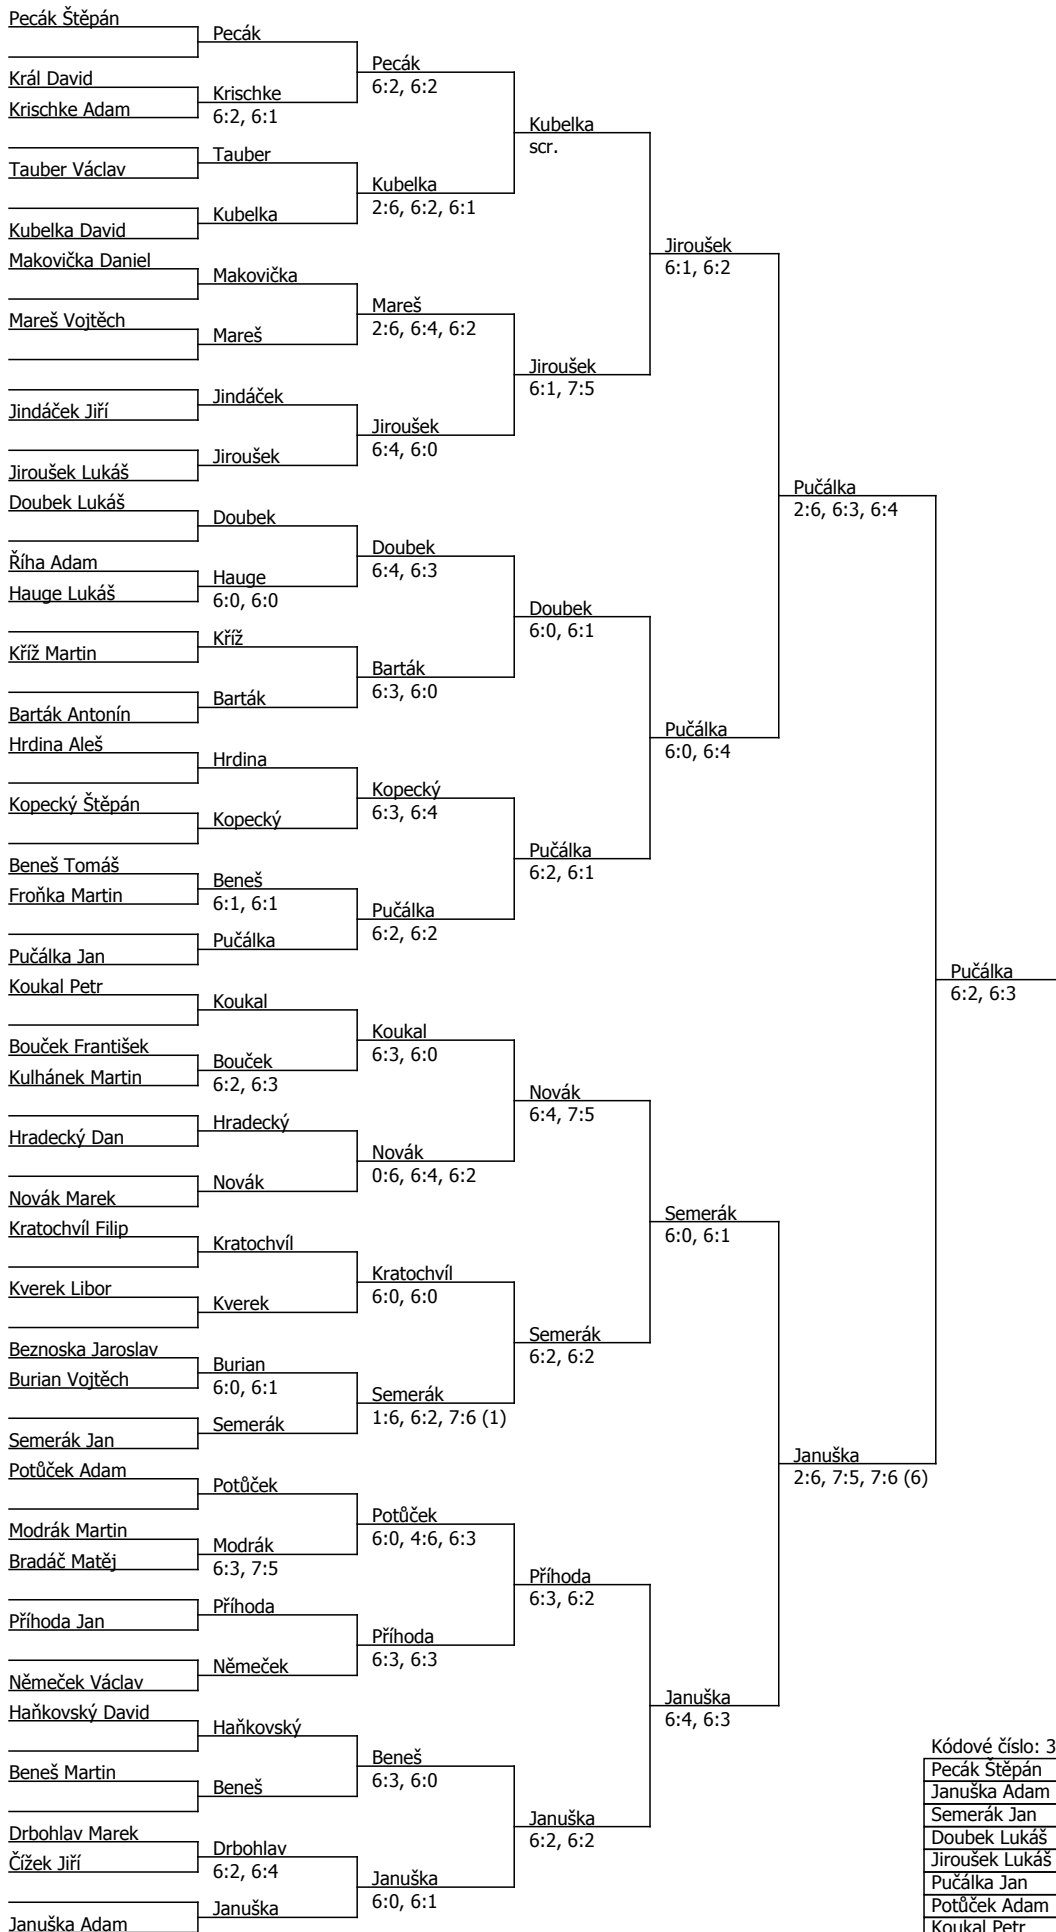 Pecák Štěpán
Král David
Krischke Adam
Tauber Václav
Kubelka David
Makovička Daniel
Mareš Vojtěch
Jindáček Jiří
Jiroušek Lukáš
Doubek Lukáš
Říha Adam
Hauge Lukáš
Kříž Martin
Barták Antonín
Hrdina Aleš
Kopecký Štěpán
Beneš Tomáš
Froňka Martin
Pučálka Jan
Koukal Petr
Bouček František
Kulhánek Martin
Hradecký Dan
Novák Marek
Kratochvíl Filip
Kverek Libor
Beznoska Jaroslav
Burian Vojtěch
Semerák Jan
Potůček Adam
Modrák Martin
Bradáč Matěj
Příhoda Jan
Němeček Václav
Haňkovský David
Beneš Martin
Drbohlav Marek
Čížek Jiří
Januška Adam
Pecák
Krischke
6:2, 6:1
Tauber
Kubelka
Makovička
Mareš
Jindáček
Jiroušek
Doubek
Hauge
6:0, 6:0
Kříž
Barták
Hrdina
Kopecký
Beneš
6:1, 6:1
Pučálka
Koukal
Bouček
6:2, 6:3
Hradecký
Novák
Kratochvíl
Kverek
Burian
6:0, 6:1
Semerák
Potůček
Modrák
6:3, 7:5
Příhoda
Němeček
Haňkovský
Beneš
Drbohlav
6:2, 6:4
Januška
Pecák
6:2, 6:2
Kubelka
2:6, 6:2, 6:1
Mareš
2:6, 6:4, 6:2
Jiroušek
6:4, 6:0
Doubek
6:4, 6:3
Barták
6:3, 6:0
Kopecký
6:3, 6:4
Pučálka
6:2, 6:2
Koukal
6:3, 6:0
Novák
0:6, 6:4, 6:2
Kratochvíl
6:0, 6:0
Semerák
1:6, 6:2, 7:6 (1)
Potůček
6:0, 4:6, 6:3
Příhoda
6:3, 6:3
Beneš
6:3, 6:0
Januška
6:0, 6:1
Kubelka
scr.
Jiroušek
6:1, 7:5
Doubek
6:0, 6:1
Pučálka
6:2, 6:1
Novák
6:4, 7:5
Semerák
6:2, 6:2
Příhoda
6:3, 6:2
Januška
6:2, 6:2
Jiroušek
6:1, 6:2
Pučálka
6:0, 6:4
Semerák
6:0, 6:1
Januška
6:4, 6:3
Pučálka
2:6, 6:3, 6:4
Januška
2:6, 7:5, 7:6 (6)
Pučálka
6:2, 6:3
Kódové číslo: 3
Pecák Štěpán
Januška Adam
Semerák Jan
Doubek Lukáš
Jiroušek Lukáš
Pučálka Jan
Potůček Adam
Koukal Petr